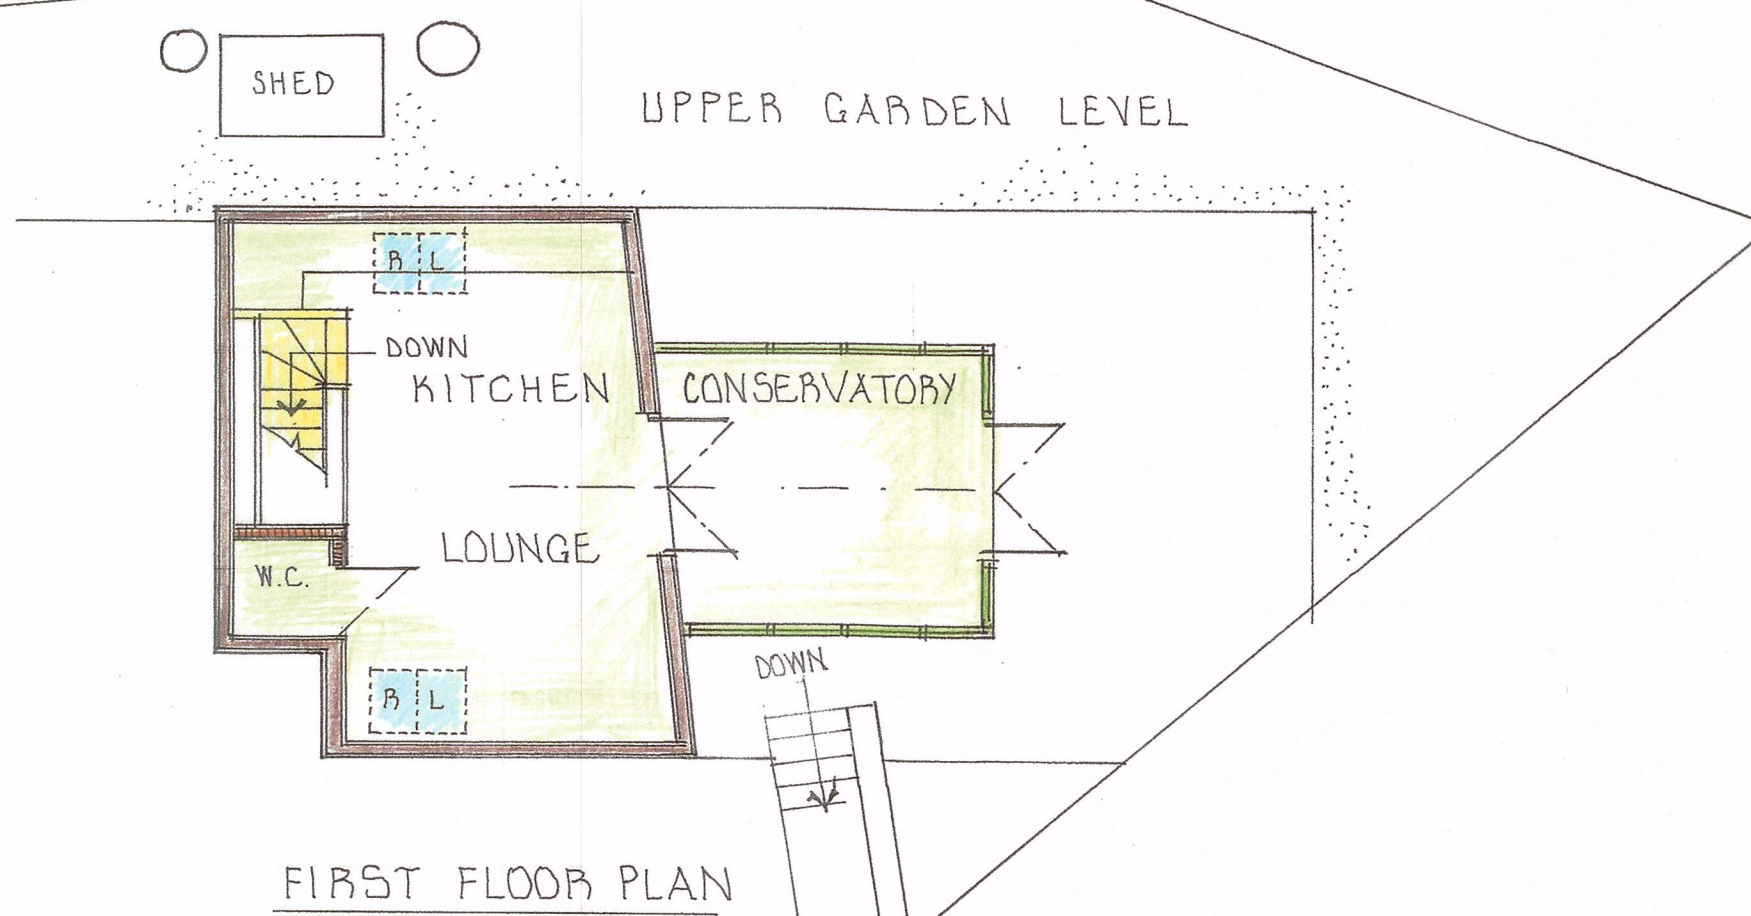 SHED
UPPER GARDEN LEVEL
R L
DOWN
KITCHEN
CONSERVATORY
LOUNGE
W.C.
R L
DOWN
FIRST FLOOR PLAN